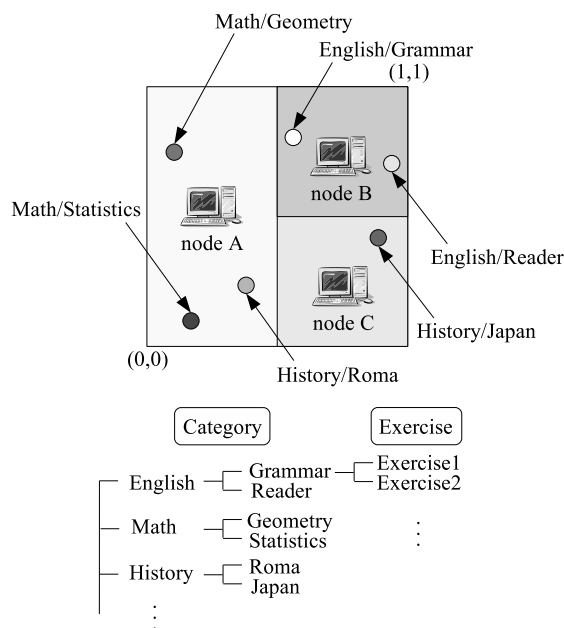 Math/Geometry
English/Grammar
(1,1)
node B
Math/Statistics
node A
English/Reader
node C
History/Japan
(0,0)
History/Roma
Category
Exercise
English
Grammar
Reader
Exercise1
Exercise2
Math
Geometry
Statistics
History
Roma
Japan